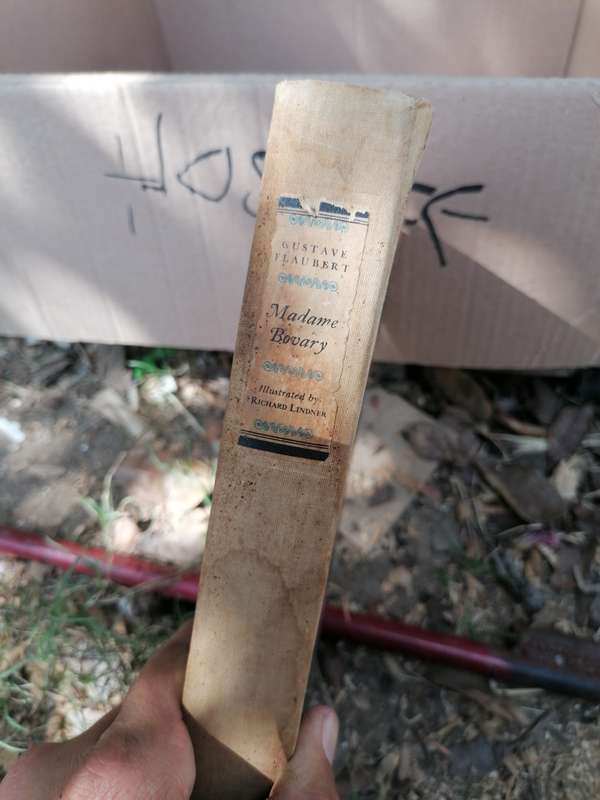 GUSTAVE
FLAUBERT
Madame
Bovary
Illustrated by
RICHARD LINDNER